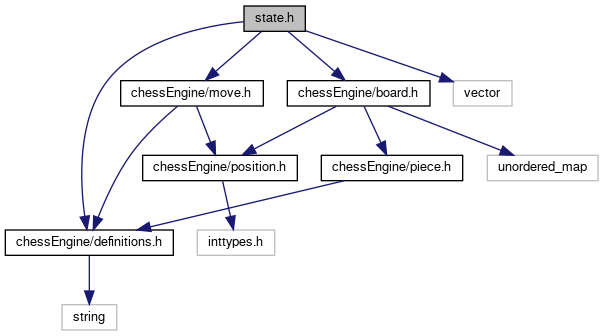 state.h
chessEngine/move.h
chessEngine/board.h
vector
chessEngine/position.h
chessEngine/piece.h
unordered_map
chessEngine/definitions.h
inttypes.h
string